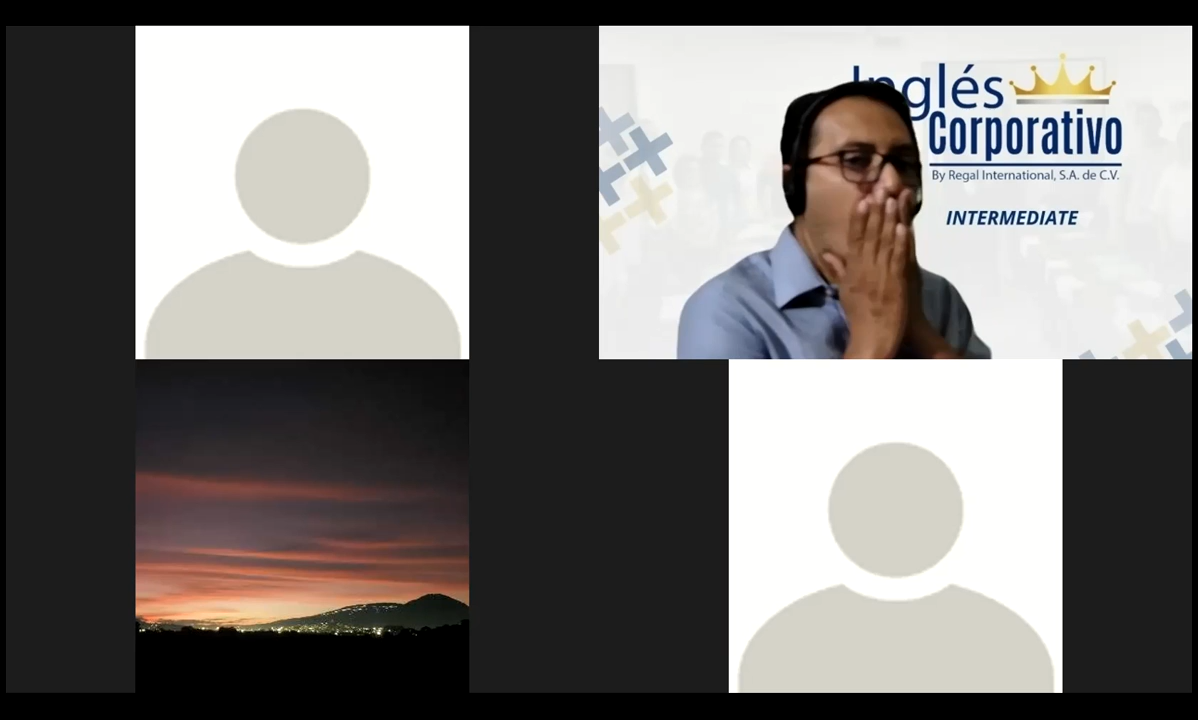 Inglés
Corporativo
By Regal International, S.A. de C.V.
INTERMEDIATE